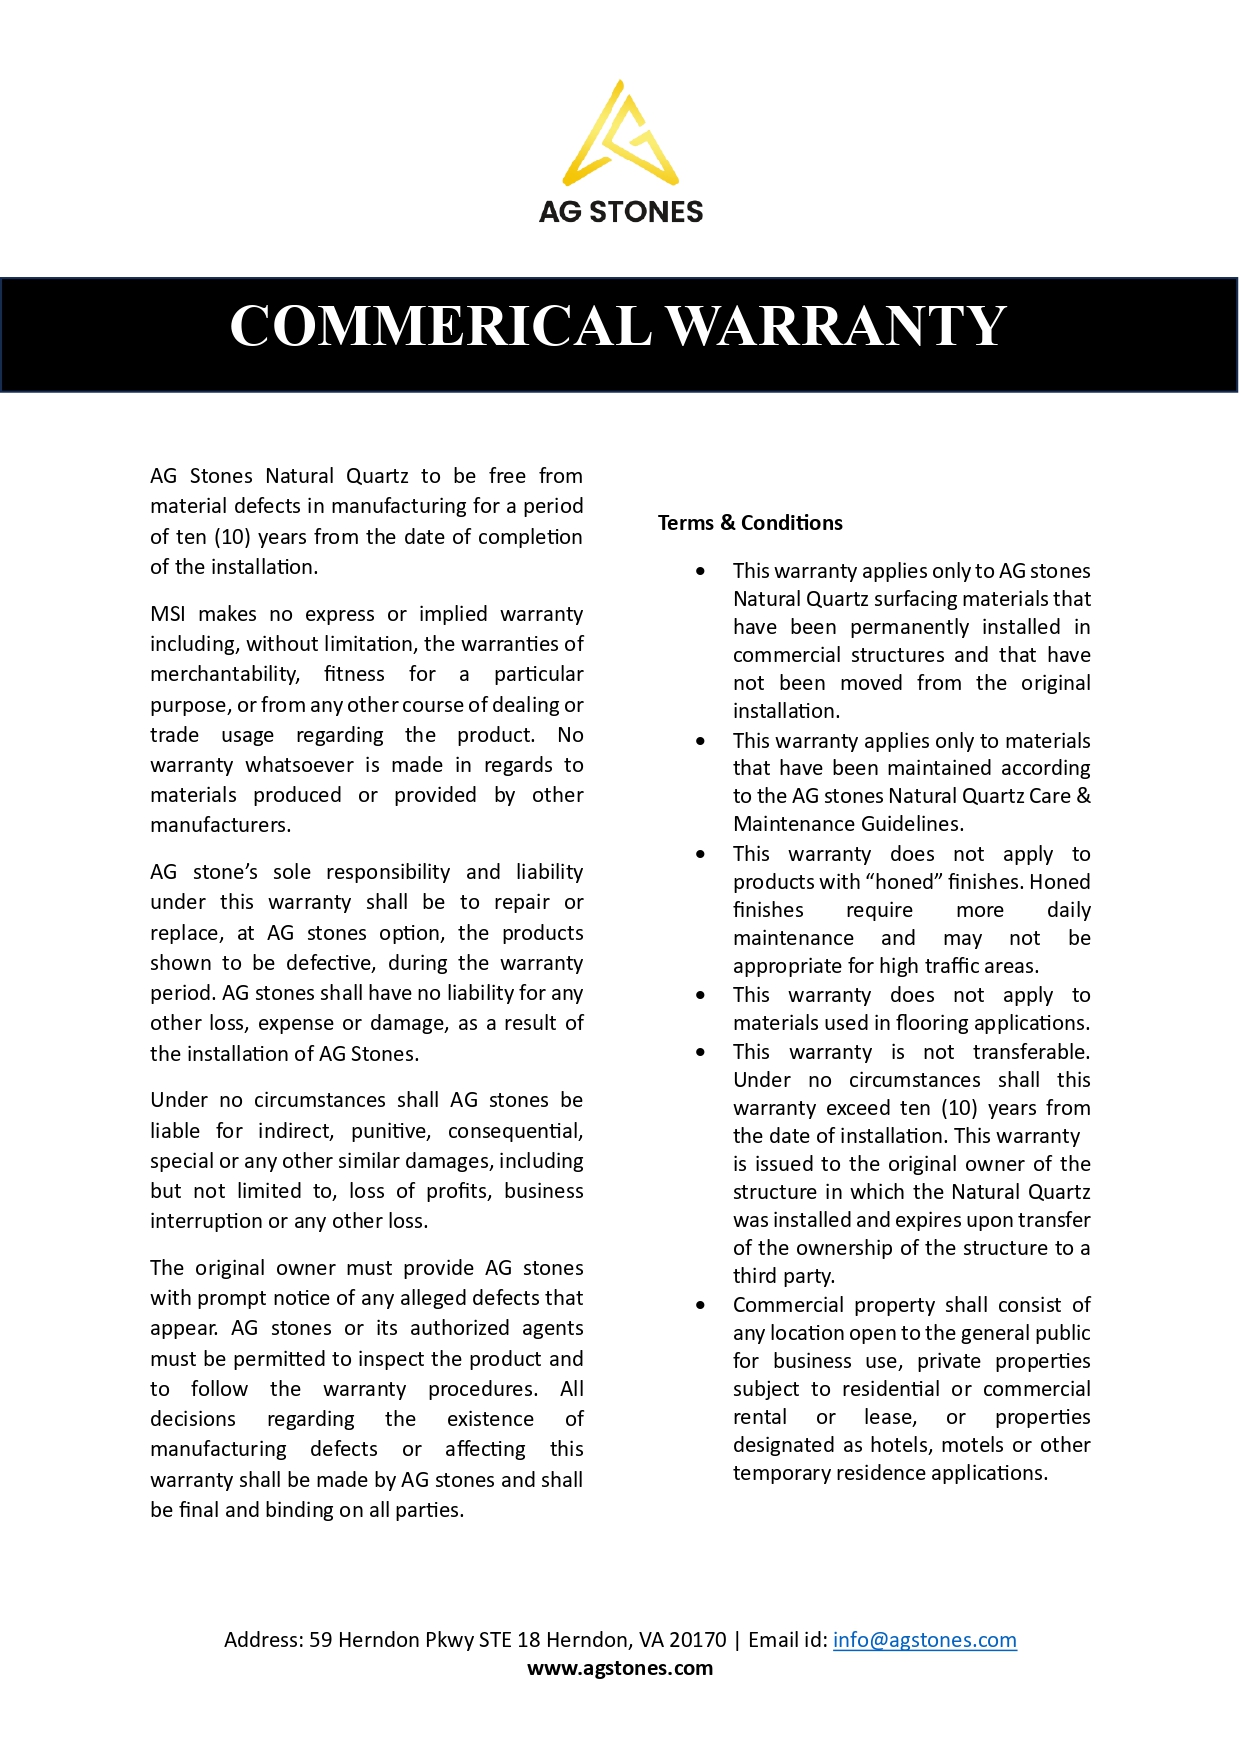 AG STONES
COMMERICAL WARRANTY
AG Stones Natural Quartz to be free from
material defects in manufacturing for a period
of ten (10) years from the date of completion
of the installation.
MSI makes no express or implied warranty
including, without limitation, the warranties of
merchantability, fitness for a particular
purpose, or from any other course of dealing or
trade usage regarding the product. No
warranty whatsoever is made in regards to
materials produced or provided by other
manufacturers.
AG stone’s sole responsibility and liability
under this warranty shall be to repair or
replace, at AG stones option, the products
shown to be defective, during the warranty
period. AG stones shall have no liability for any
other loss, expense or damage, as a result of
the installation of AG Stones.
Under no circumstances shall AG stones be
liable for indirect, punitive, consequential,
special or any other similar damages, including
but not limited to, loss of profits, business
interruption or any other loss.
The original owner must provide AG stones
with prompt notice of any alleged defects that
appear. AG stones or its authorized agents
must be permitted to inspect the product and
to follow the warranty procedures. All
decisions regarding the existence of
manufacturing defects or affecting this
warranty shall be made by AG stones and shall
be final and binding on all parties.
Terms & Conditions
• This warranty applies only to AG stones
Natural Quartz surfacing materials that
have been permanently installed in
commercial structures and that have
not been moved from the original
installation.
• This warranty applies only to materials
that have been maintained according
to the AG stones Natural Quartz Care &
Maintenance Guidelines.
• This warranty does not apply to
products with “honed” finishes. Honed
finishes require more daily
maintenance and may not be
appropriate for high traffic areas.
• This warranty does not apply to
materials used in flooring applications.
• This warranty is not transferable.
Under no circumstances shall this
warranty exceed ten (10) years from
the date of installation. This warranty
is issued to the original owner of the
structure in which the Natural Quartz
was installed and expires upon transfer
of the ownership of the structure to a
third party.
• Commercial property shall consist of
any location open to the general public
for business use, private properties
subject to residential or commercial
rental or lease, or properties
designated as hotels, motels or other
temporary residence applications.
Address: 59 Herndon Pkwy STE 18 Herndon, VA 20170 | Email id: info@agstones.com
www.agstones.com